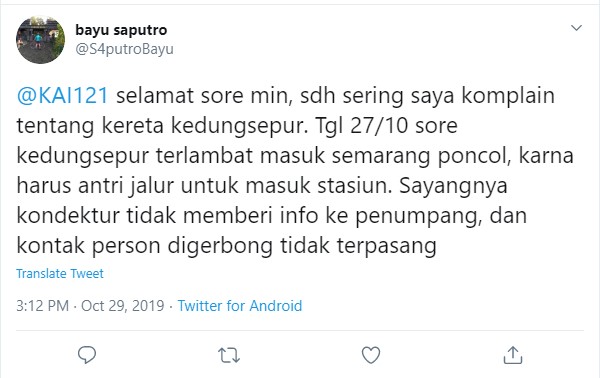 bayu saputro
@S4putroBayu
@KAI121 selamat sore min, sdh sering saya komplain
tentang kereta kedungsepur. Tgl 27/10 sore
kedungsepur terlambat masuk semarang poncol, karna
harus antri jalur untuk masuk stasiun. Sayangnya
kondektur tidak memberi info ke penumpang, dan
kontak person digerbong tidak terpasang
Translate Tweet
3:12 PM · Oct 29, 2019 · Twitter for Android